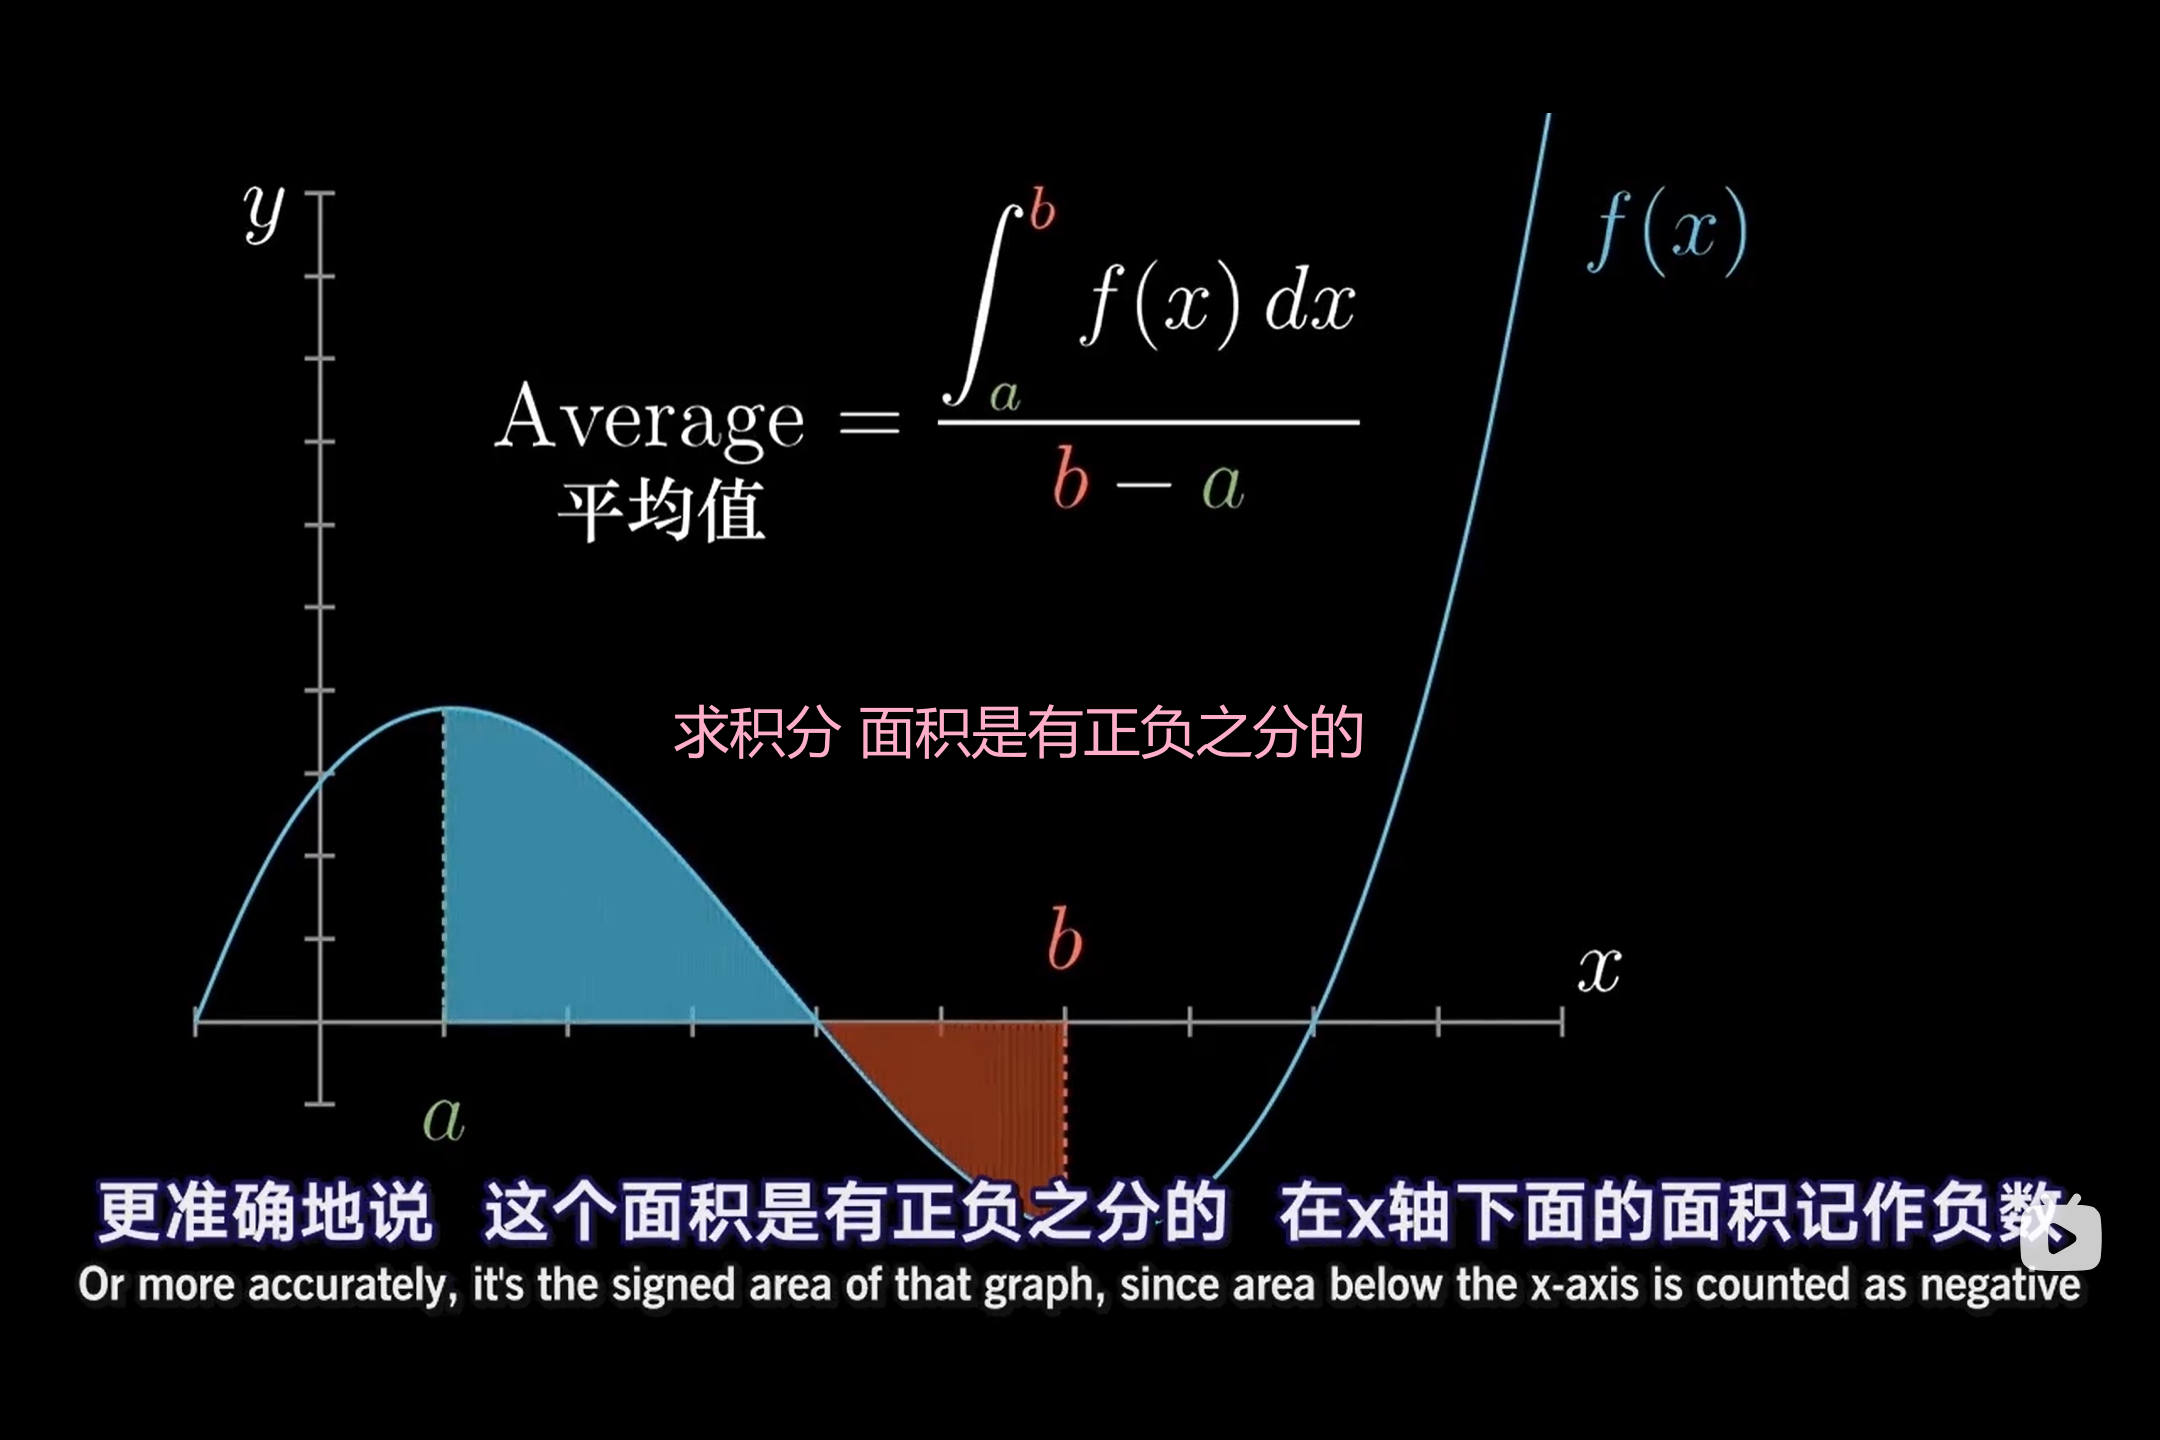 y
f(x)
Average = \frac{\int_a^b f(x) dx}{b - a}
平均值
求积分 面积是有正负之分的
b
x
a
更准确地说 这个面积是有正负之分的 在x轴下面的面积记作负数
Or more accurately, it's the signed area of that graph, since area below the x-axis is counted as negative